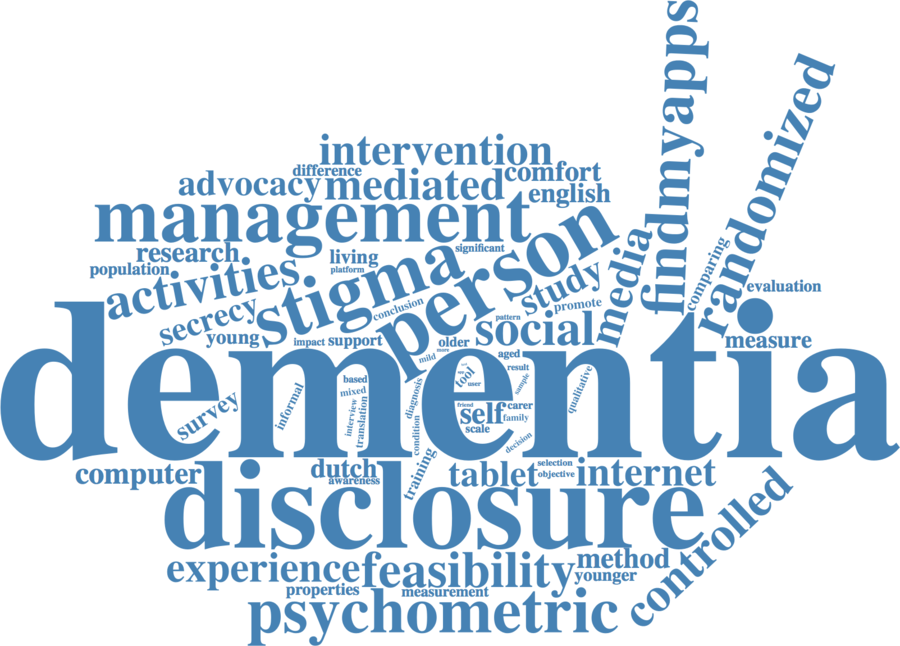 findmyapps
randomized
intervention
difference
comfort
advocacy
mediated
english
management
person
research
living
significant
population
platform
activities
stigma
study
media
comparing
evaluation
secrecy
conclusion
promote
pattern
young
impact
support
older
social
measure
more
mild
aged
dementia
based
tool
result
user
sample
mixed
qualitative
survey
informal
interview
translation
diagnosis
friend
self
carer
family
scale
condition
decision
computer
dutch
awareness
training
tablet
selection
objective
internet
disclosure
controlled
experience
feasibility
method
younger
properties
measurement
psychometric